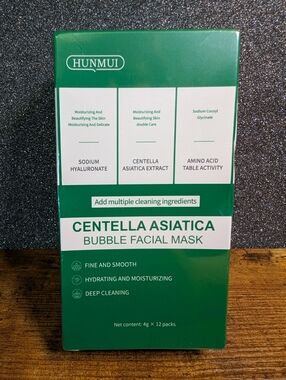 HUNMUI
Moisturizing And
Beautifying The Skin
Moisturizing And Delicate
SODIUM
HYALURONATE
Moisturizing And
Beautifying Skin
double Care
CENTELLA
ASIATICA EXTRACT
Sodium Cocoyl
Glycinate
AMINO ACID
TABLE ACTIVITY
Add multiple cleaning ingredients
CENTELLA ASIATICA
BUBBLE FACIAL MASK
FINE AND SMOOTH
HYDRATING AND MOISTURIZING
DEEP CLEANING
Net content: 4g × 12 packs